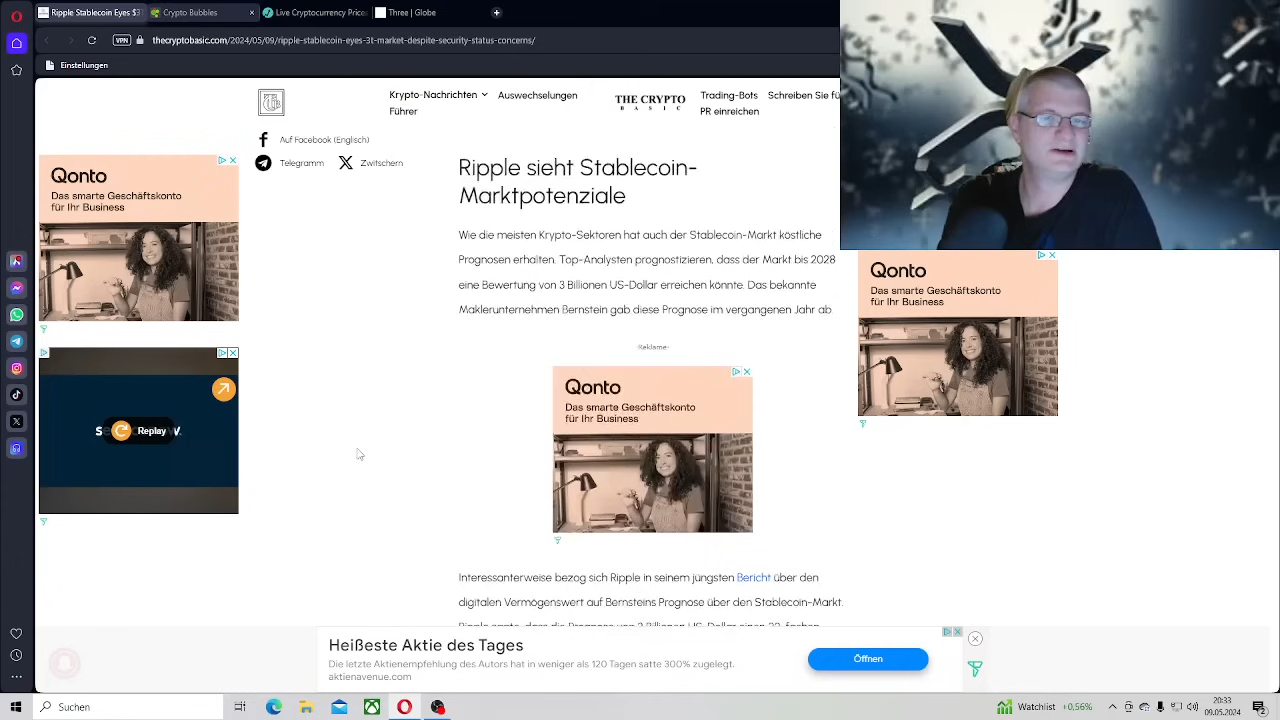 Ripple Stablecoin Eyes $3
Crypto Bubbles
Live Cryptocurrency Prices
Three | Globe
VPN
thecryptobasic.com/2024/05/09/ripple-stablecoin-eyes-3t-market-despite-security-status-concerns/
Einstellungen
Krypto-Nachrichten
Auswechselungen
Führer
THE CRYPTO
BASIC
Trading-Bots
Schreiben Sie fü
PR einreichen
Auf Facebook (Englisch)
Telegramm
Zwitschern
Qonto
Das smarte Geschäftskonto
für Ihr Business
Replay
Ripple sieht Stablecoin-
Marktpotenziale
Wie die meisten Krypto-Sektoren hat auch der Stablecoin-Markt köstliche
Prognosen erhalten. Top-Analysten prognostizieren, dass der Markt bis 2028
eine Bewertung von 3 Billionen US-Dollar erreichen könnte. Das bekannte
Maklerunternehmen Bernstein gab diese Prognose im vergangenen Jahr ab.
-Reklame-
Qonto
Das smarte Geschäftskonto
für Ihr Business
Qonto
Das smarte Geschäftskonto
für Ihr Business
Interessanterweise bezog sich Ripple in seinem jüngsten Bericht über den
digitalen Vermögenswert auf Bernsteins Prognose über den Stablecoin-Markt.
Heißeste Aktie des Tages
Die letzte Aktienempfehlung des Autors hat in weniger als 120 Tagen satte 300% zugelegt.
aktienavenue.com
Öffnen
Suchen
Watchlist +0,56%
20:33
09.05.2024
2